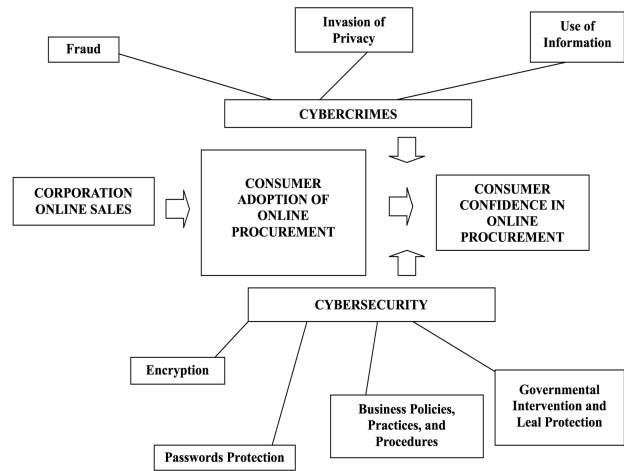 Fraud
Invasion of
Privacy
Use of
Information
CYBERCRIMES
CORPORATION
ONLINE SALES
CONSUMER
ADOPTION OF
ONLINE
PROCUREMENT
CONSUMER
CONFIDENCE IN
ONLINE
PROCUREMENT
CYBERSECURITY
Encryption
Passwords Protection
Business Policies,
Practices, and
Procedures
Governmental
Intervention and
Leal Protection